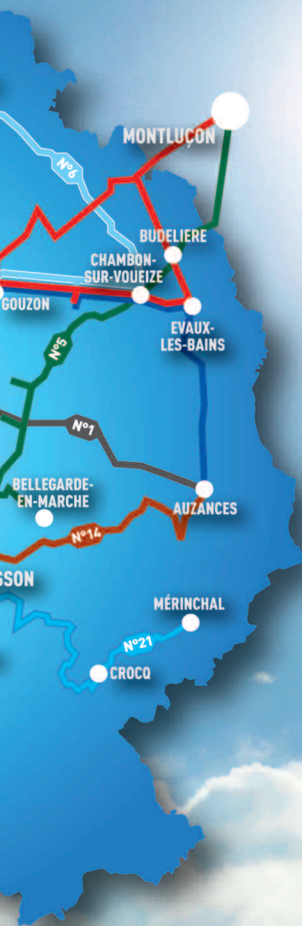 MONTLUÇON
N°6
BUDELIERE
CHAMBON-
SUR-VOUEIZE
GOUZON
EVAUX-
LES-BAINS
N°5
N°1
BELLEGARDE-
EN-MARCHE
AUZANCES
N°14
SSON
MÉRINCHAL
N°21
CROCQ